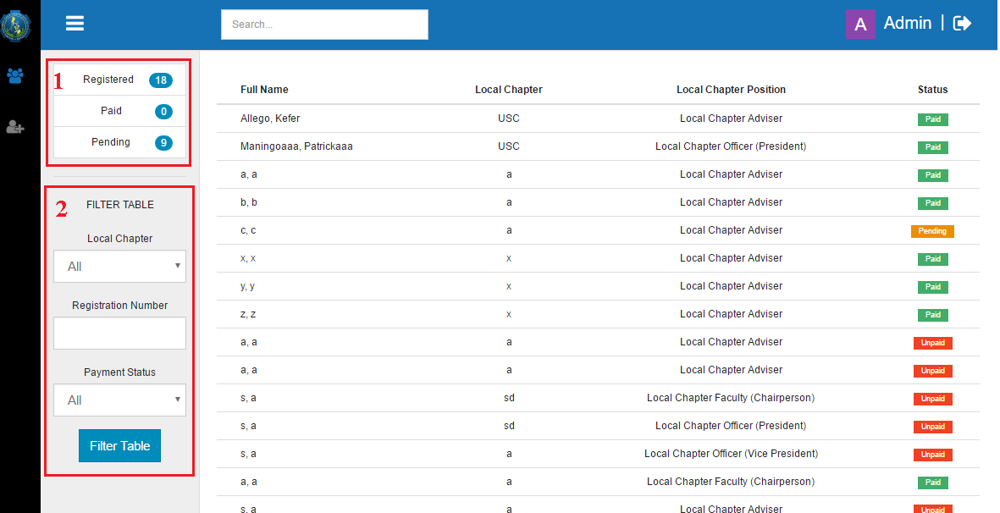 Search...
A Admin |
1 Registered 18
Paid 0
Pending 9
2 FILTER TABLE
Local Chapter
All
Registration Number
Payment Status
All
Filter Table
Full Name Local Chapter Local Chapter Position Status
Allego, Kefer USC Local Chapter Adviser Paid
Maningoaaa, Patrickaaa USC Local Chapter Officer (President) Paid
a, a a Local Chapter Adviser Paid
b, b a Local Chapter Adviser Paid
c, c a Local Chapter Adviser Pending
x, x x Local Chapter Adviser Paid
y, y x Local Chapter Adviser Paid
z, z x Local Chapter Adviser Paid
a, a a Local Chapter Adviser Unpaid
a, a a Local Chapter Adviser Unpaid
s, a sd Local Chapter Faculty (Chairperson) Unpaid
s, a sd Local Chapter Officer (President) Unpaid
s, a a Local Chapter Officer (Vice President) Unpaid
a, a a Local Chapter Faculty (Chairperson) Paid
s, a a Local Chapter Adviser Unpaid